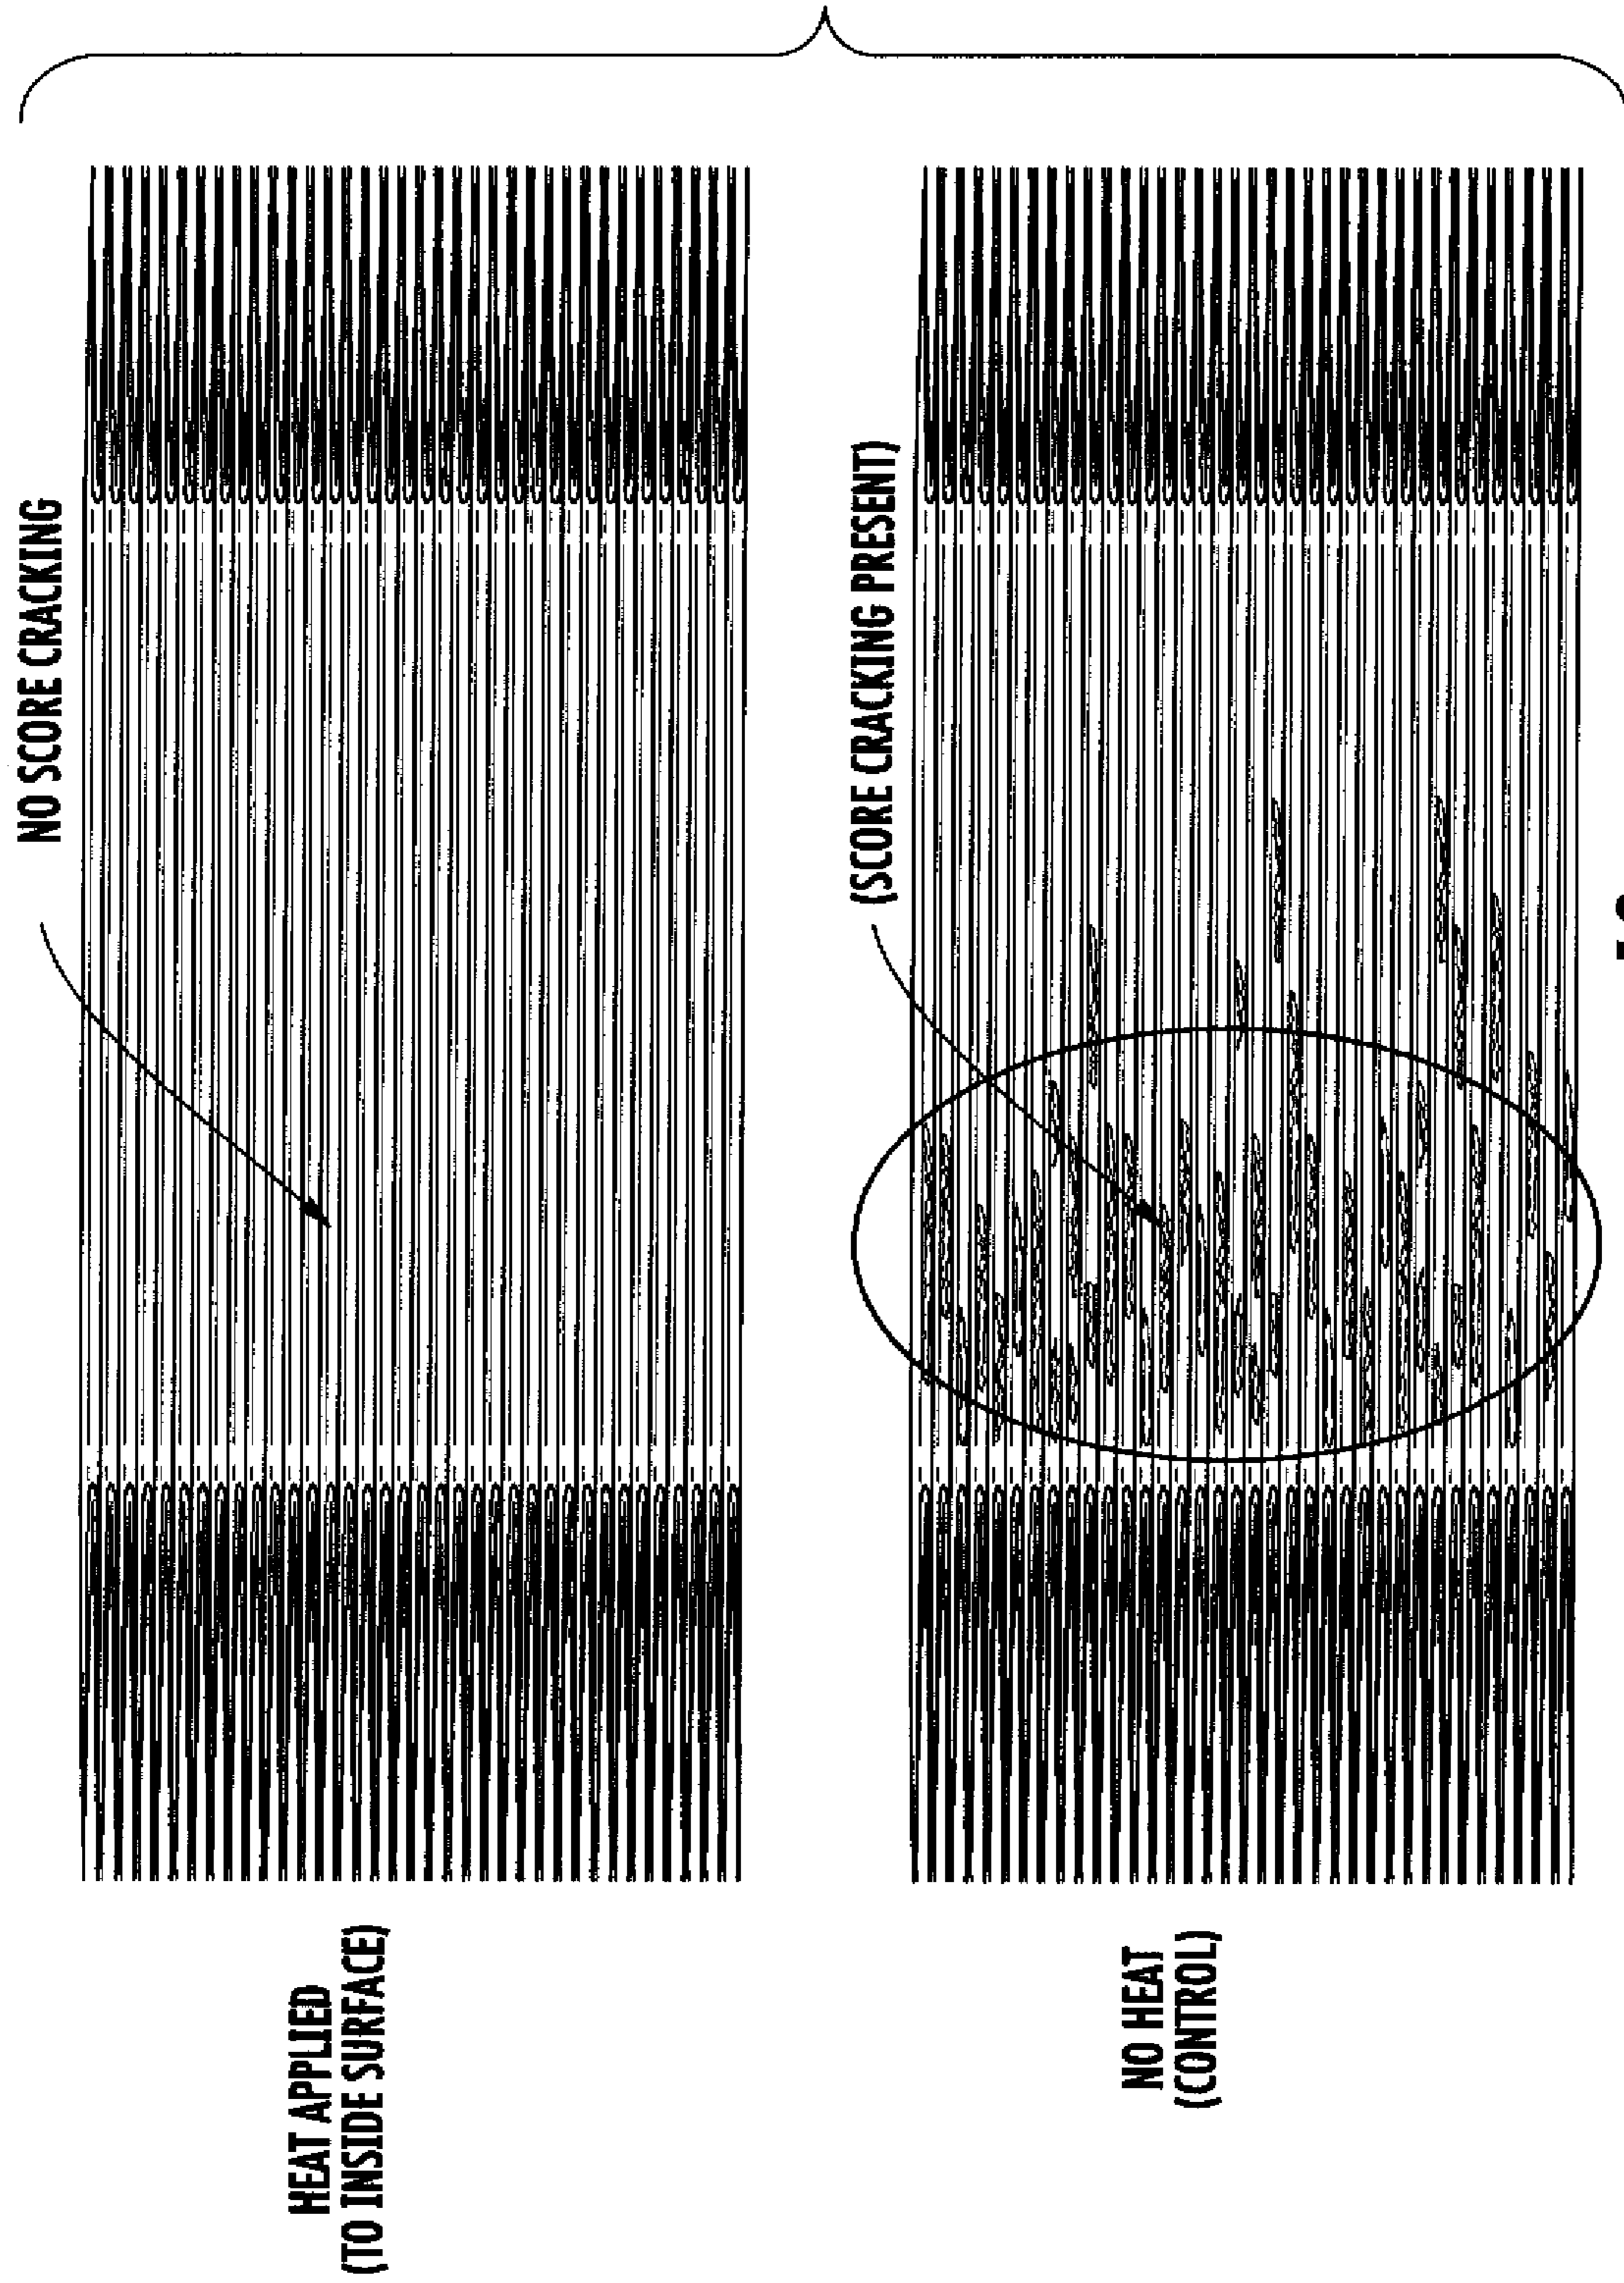 NO SCORE CRACKING
HEAT APPLIED
(TO INSIDE SURFACE)
(SCORE CRACKING PRESENT)
NO HEAT
(CONTROL)